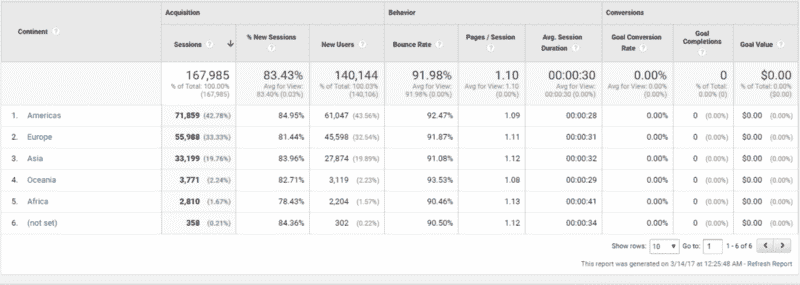 Acquisition Behavior Conversions
Continent Sessions % New Sessions New Users Bounce Rate Pages / Session Avg. Session Duration Goal Conversion Rate Goal Completions Goal Value
167,985 83.43% 140,144 91.98% 1.10 00:00:30 0.00% 0 $0.00
% of Total: 100.00% (167,985) Avg for View: 83.40% (0.03%) % of Total: 100.03% (140,106) Avg for View: 91.98% (0.00%) Avg for View: 1.10 (0.00%) Avg for View: 00:00:30 (0.00%) Avg for View: 0.00% (0.00%) % of Total: 0.00% (0) % of Total: 0.00% ($0.00)
1. Americas 71,859 (42.78%) 84.95% 61,047 (43.56%) 92.47% 1.09 00:00:28 0.00% 0 (0.00%) $0.00 (0.00%)
2. Europe 55,988 (33.33%) 81.44% 45,598 (32.54%) 91.87% 1.11 00:00:31 0.00% 0 (0.00%) $0.00 (0.00%)
3. Asia 33,199 (19.76%) 83.96% 27,874 (19.89%) 91.08% 1.12 00:00:32 0.00% 0 (0.00%) $0.00 (0.00%)
4. Oceania 3,771 (2.24%) 82.71% 3,119 (2.23%) 93.53% 1.08 00:00:29 0.00% 0 (0.00%) $0.00 (0.00%)
5. Africa 2,810 (1.67%) 78.43% 2,204 (1.57%) 90.46% 1.13 00:00:41 0.00% 0 (0.00%) $0.00 (0.00%)
6. (not set) 358 (0.21%) 84.36% 302 (0.22%) 90.50% 1.12 00:00:34 0.00% 0 (0.00%) $0.00 (0.00%)
Show rows: 10 Go to: 1 1 - 6 of 6
This report was generated on 3/14/17 at 12:25:48 AM - Refresh Report